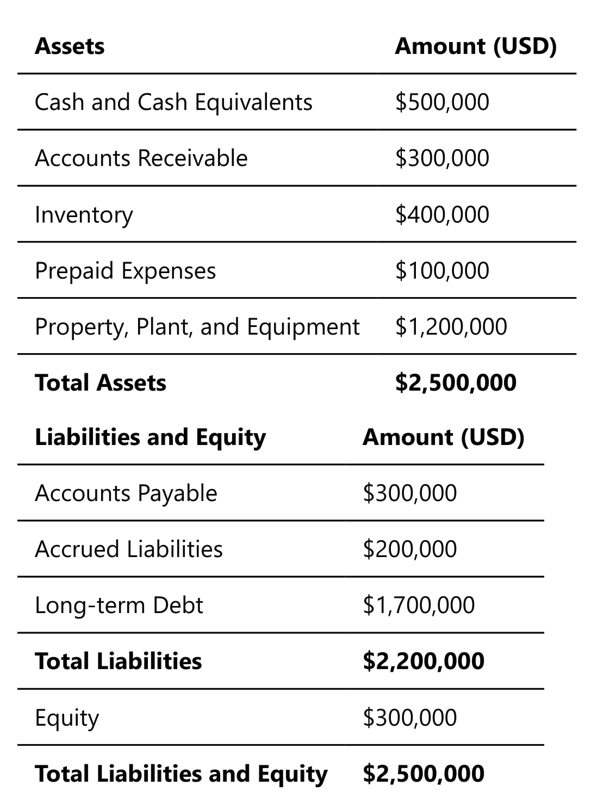 Assets Amount (USD)
Cash and Cash Equivalents $500,000
Accounts Receivable $300,000
Inventory $400,000
Prepaid Expenses $100,000
Property, Plant, and Equipment $1,200,000
Total Assets $2,500,000
Liabilities and Equity Amount (USD)
Accounts Payable $300,000
Accrued Liabilities $200,000
Long-term Debt $1,700,000
Total Liabilities $2,200,000
Equity $300,000
Total Liabilities and Equity $2,500,000